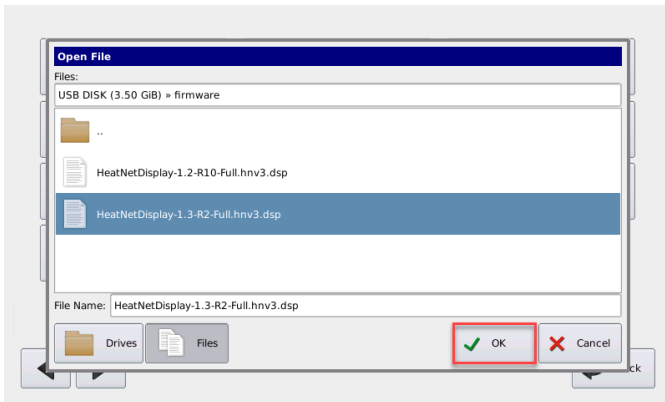 Open File
Files:
USB DISK (3.50 GiB) » firmware
..
HeatNetDisplay-1.2-R10-Full.hnv3.dsp
HeatNetDisplay-1.3-R2-Full.hnv3.dsp
File Name: HeatNetDisplay-1.3-R2-Full.hnv3.dsp
Drives Files OK Cancel